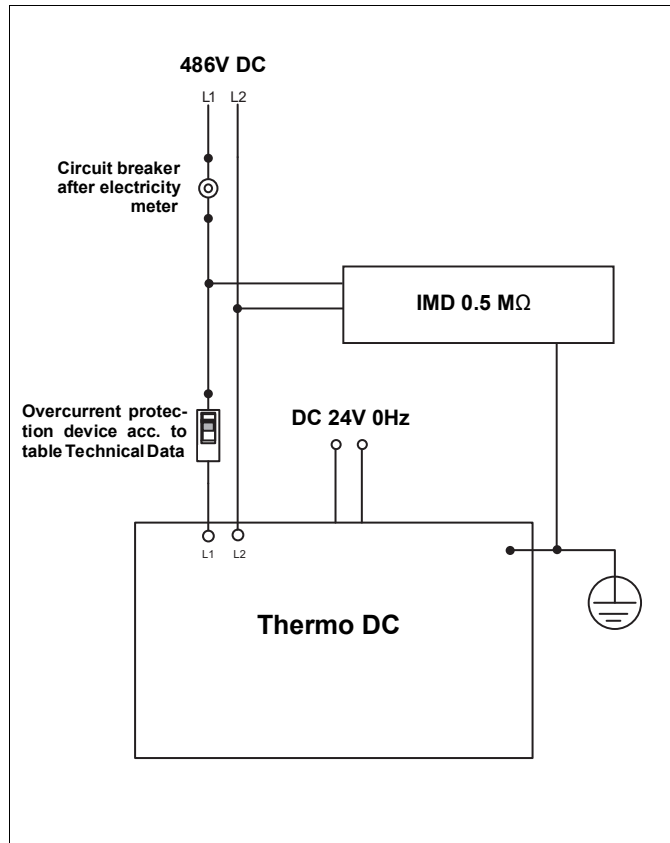 486V DC
L1 L2
Circuit breaker
after electricity
meter
IMD 0.5 MΩ
Overcurrent protec-
tion device acc. to
table Technical Data
DC 24V 0Hz
L1 L2
Thermo DC